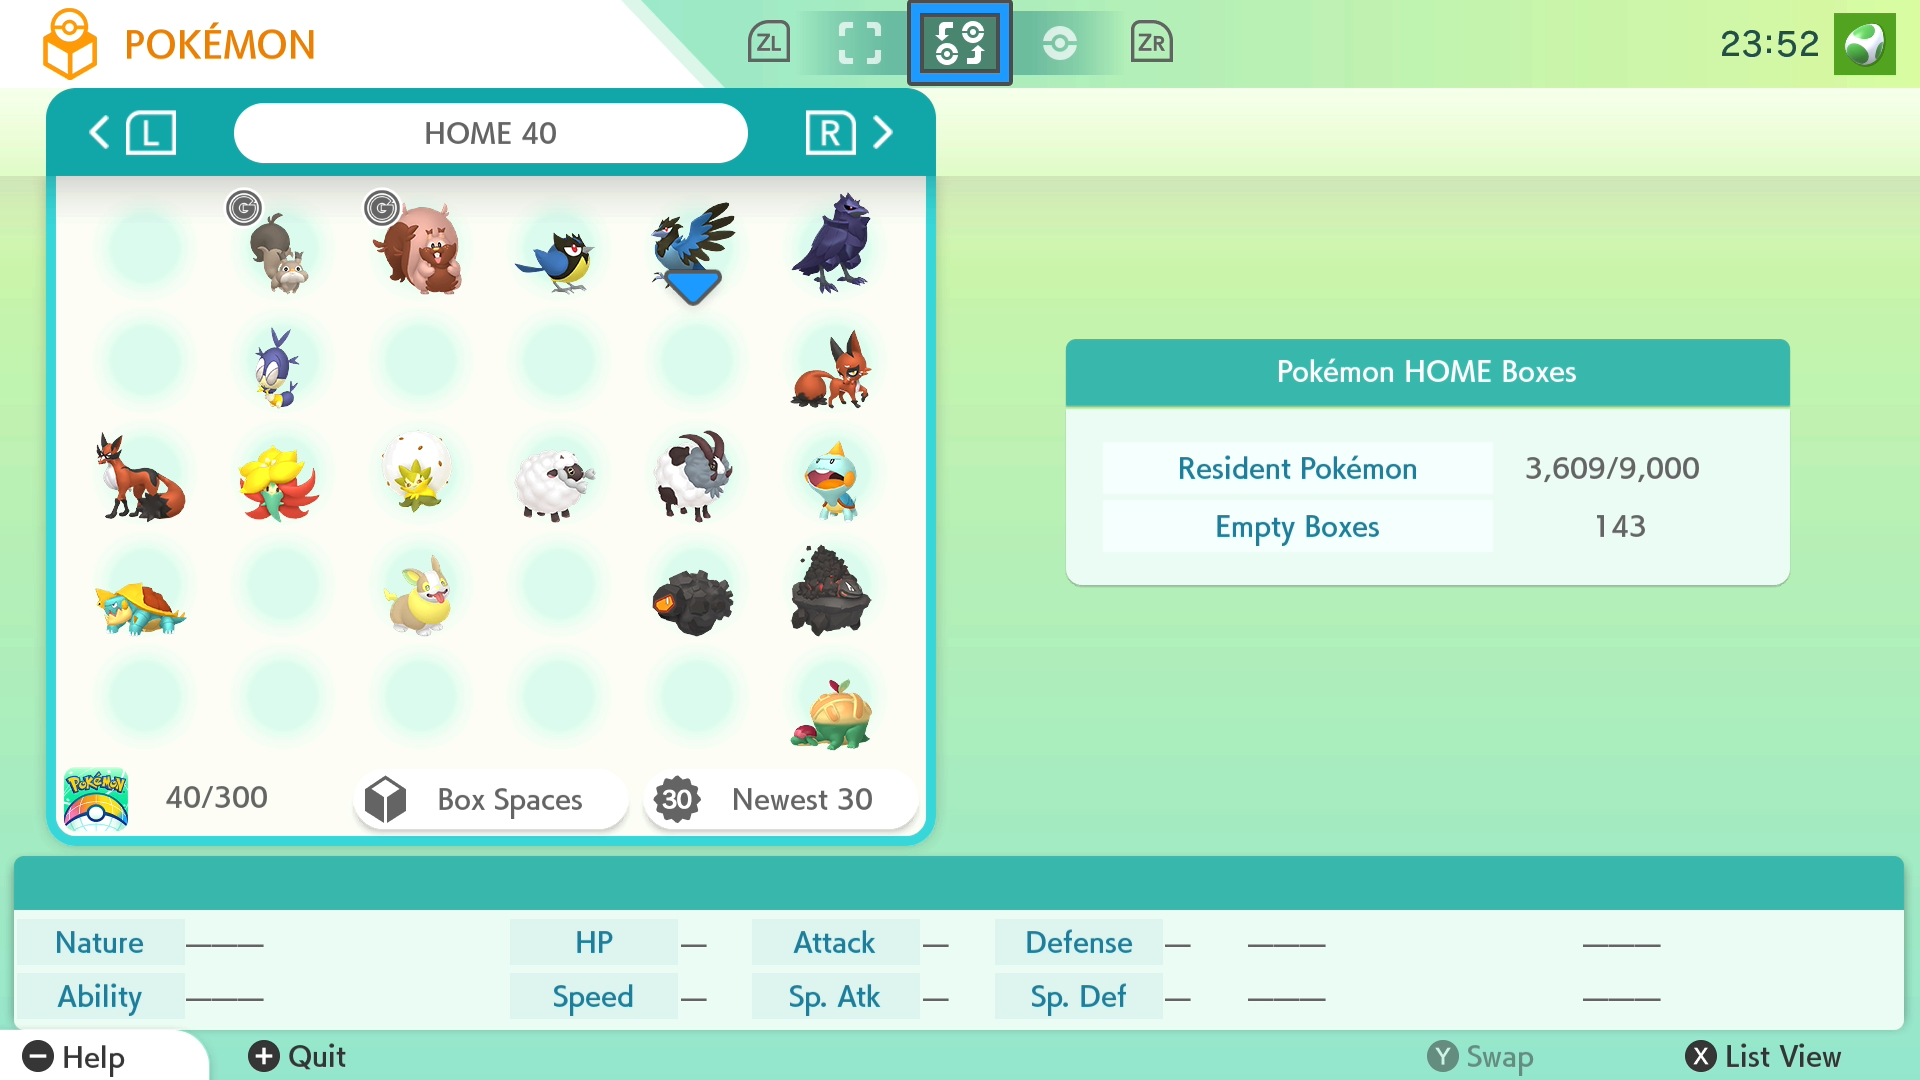 POKÉMON
ZL
ZR
23:52
L
HOME 40
R
Pokémon HOME Boxes
Resident Pokémon 3,609/9,000
Empty Boxes 143
Pokémon
40/300
Box Spaces
30
Newest 30
Nature ———
HP —
Attack —
Defense —
———
———
Ability ———
Speed —
Sp. Atk —
Sp. Def —
———
———
Help
Quit
Y Swap
X List View